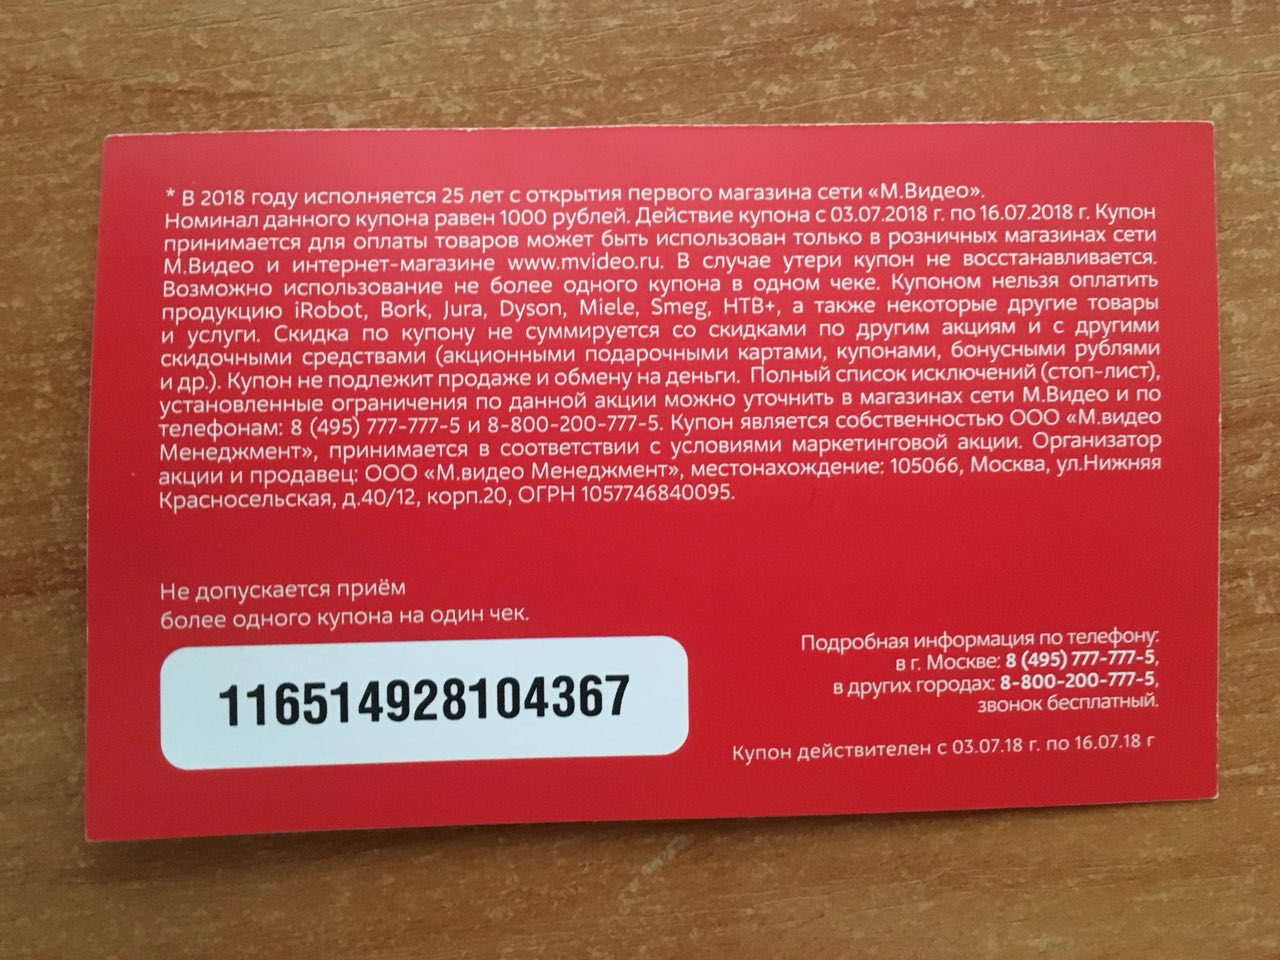 * В 2018 году исполняется 25 лет с открытия первого магазина сети «М.Видео».
Номинал данного купона равен 1000 рублей. Действие купона с 03.07.2018 г. по 16.07.2018 г. Купон
принимается для оплаты товаров может быть использован только в розничных магазинах сети
М.Видео и интернет-магазине www.mvideo.ru. В случае утери купон не восстанавливается.
Возможно использование не более одного купона в одном чеке. Купоном нельзя оплатить
продукцию iRobot, Bork, Jura, Dyson, Miele, Smeg, НТВ+, а также некоторые другие товары
и услуги. Скидка по купону не суммируется со скидками по другим акциям и с другими
скидочными средствами (акционными подарочными картами, купонами, бонусными рублями
и др.). Купон не подлежит продаже и обмену на деньги. Полный список исключений (стоп-лист),
установленные ограничения по данной акции можно уточнить в магазинах сети М.Видео и по
телефонам: 8 (495) 777-777-5 и 8-800-200-777-5. Купон является собственностью ООО «М.видео
Менеджмент», принимается в соответствии с условиями маркетинговой акции. Организатор
акции и продавец: ООО «М.видео Менеджмент», местонахождение: 105066, Москва, ул.Нижняя
Красносельская, д.40/12, корп.20, ОГРН 1057746840095.
Не допускается приём
более одного купона на один чек.
116514928104367
Подробная информация по телефону:
в г. Москве: 8 (495) 777-777-5,
в других городах: 8-800-200-777-5,
звонок бесплатный.
Купон действителен с 03.07.18 г. по 16.07.18 г